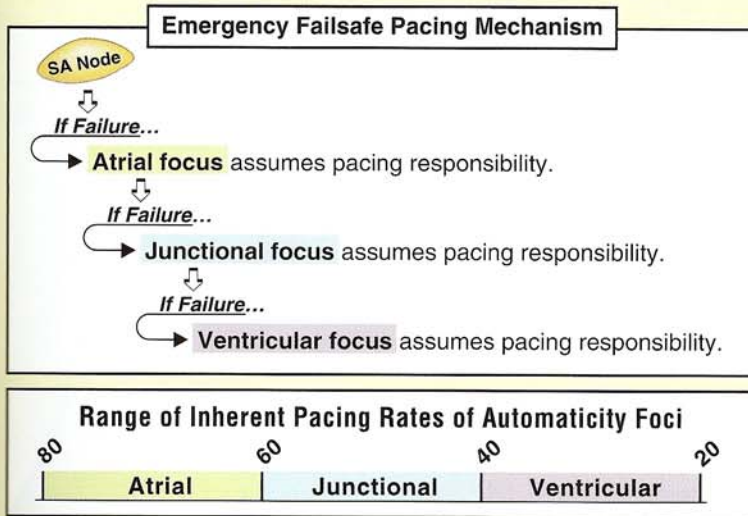 Emergency Failsafe Pacing Mechanism
SA Node
If Failure...
Atrial focus assumes pacing responsibility.
If Failure...
Junctional focus assumes pacing responsibility.
If Failure...
Ventricular focus assumes pacing responsibility.
Range of Inherent Pacing Rates of Automaticity Foci
80 60 40 20
Atrial Junctional Ventricular